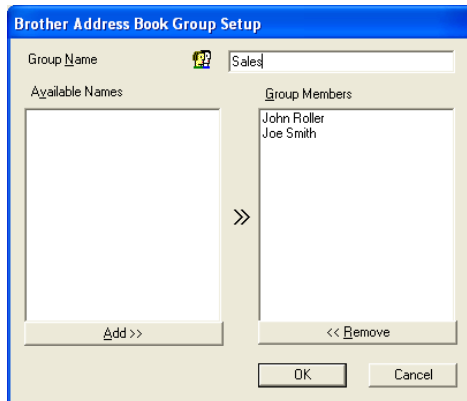 Brother Address Book Group Setup
Group Name
Sales
Available Names
Group Members
John Roller
Joe Smith
>>
Add >>
<< Remove
OK
Cancel